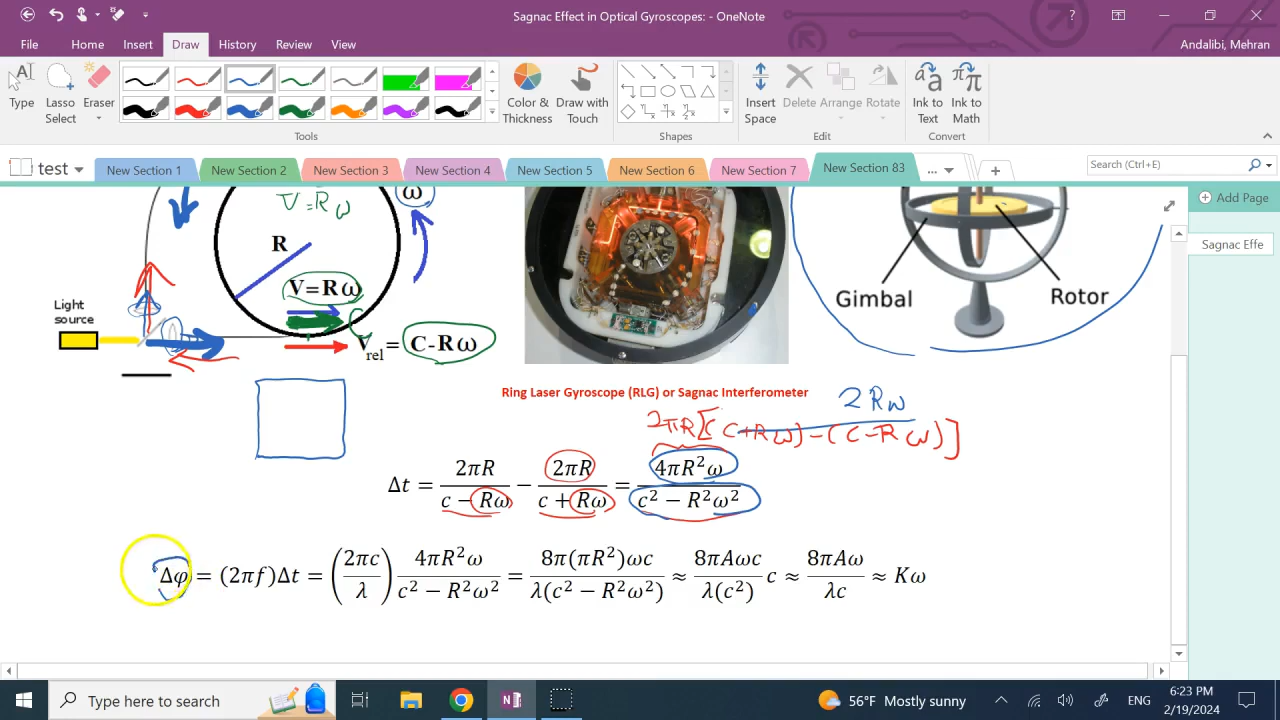 Sagnac Effect in Optical Gyroscopes: - OneNote
Andalibi, Mehran
File Home Insert Draw History Review View
Type
Lasso Select
Eraser
Color & Thickness
Draw with Touch
Insert Space
Delete
Arrange
Rotate
Ink to Text
Ink to Math
Tools
Shapes
Edit
Convert
test
New Section 1
New Section 2
New Section 3
New Section 4
New Section 5
New Section 6
New Section 7
New Section 83
...
Search (Ctrl+E)
Add Page
Sagnac Effe
V=Rω
ω
R
V=Rω
C
Light source
V_rel= C-Rω
Gimbal
Rotor
Ring Laser Gyroscope (RLG) or Sagnac Interferometer
2Rω
2πR[(C+Rω)-(C-Rω)]
Δt = 2πR/(c − Rω) − 2πR/(c + Rω) = 4πR²ω/(c² − R²ω²)
Δφ = (2πf)Δt = (2πc/λ) 4πR²ω/(c² − R²ω²) = 8π(πR²)ωc/(λ(c² − R²ω²)) ≈ 8πAωc/(λ(c²)) c ≈ 8πAω/(λc) ≈ Kω
Type here to search
56°F Mostly sunny
ENG
6:23 PM
2/19/2024